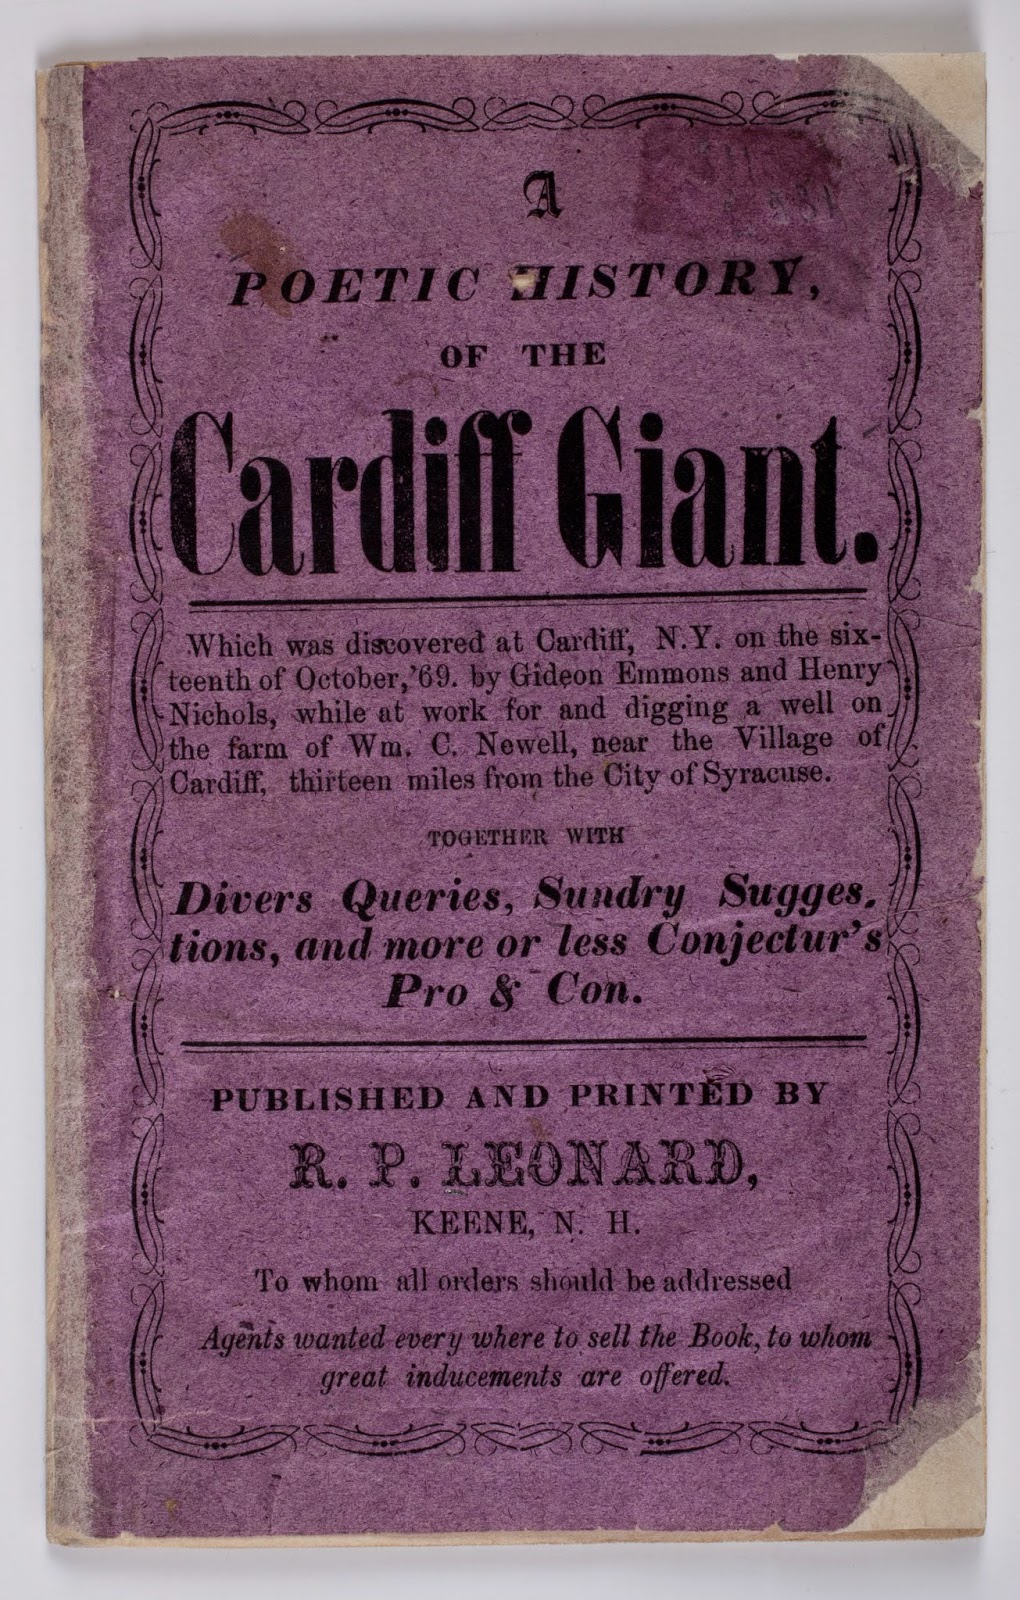 A
POETIC HISTORY,
OF THE
Cardiff Giant.
Which was discovered at Cardiff, N.Y. on the six-
teenth of October,'69. by Gideon Emmons and Henry
Nichols, while at work for and digging a well on
the farm of Wm. C. Newell, near the Village of
Cardiff, thirteen miles from the City of Syracuse.
TOGETHER WITH
Divers Queries, Sundry Sugges.
tions, and more or less Conjectur's
Pro & Con.
PUBLISHED AND PRINTED BY
R. P. LEONARD,
KEENE, N. H.
To whom all orders should be addressed
Agents wanted every where to sell the Book, to whom
great inducements are offered.